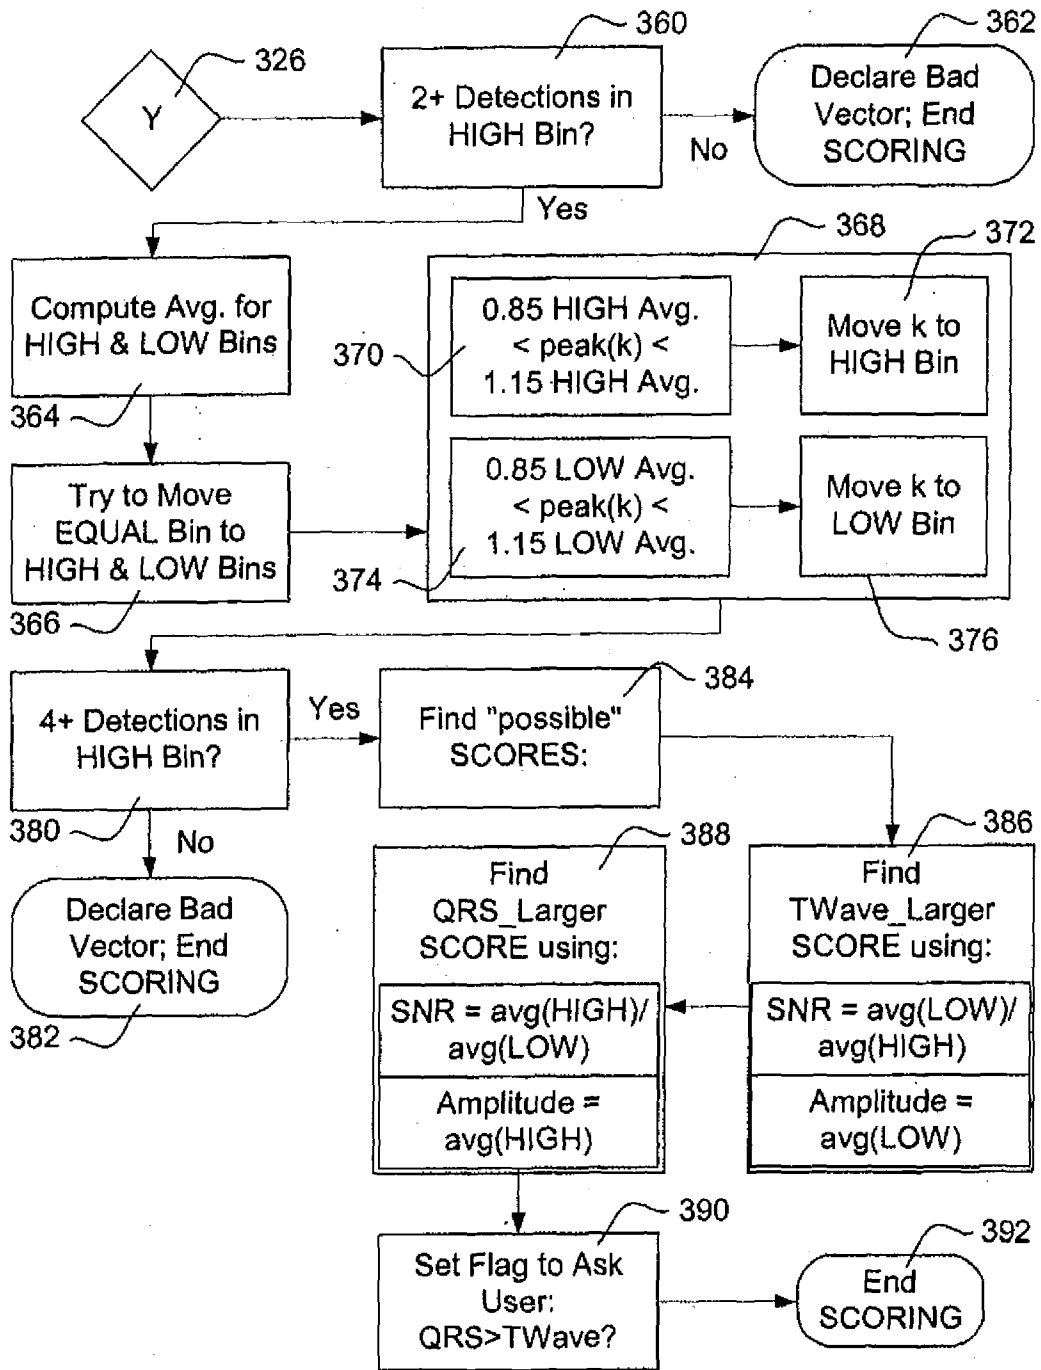 326
Y
360
2+ Detections in
HIGH Bin?
No
362
Declare Bad
Vector; End
SCORING
Yes
Compute Avg. for
HIGH & LOW Bins
364
368
0.85 HIGH Avg.
< peak(k) <
1.15 HIGH Avg.
370
372
Move k to
HIGH Bin
Try to Move
EQUAL Bin to
HIGH & LOW Bins
366
0.85 LOW Avg.
< peak(k) <
1.15 LOW Avg.
374
Move k to
LOW Bin
376
4+ Detections in
HIGH Bin?
380
Yes
384
Find "possible"
SCORES:
No
Declare Bad
Vector; End
SCORING
382
388
Find
QRS_Larger
SCORE using:
SNR = avg(HIGH)/
avg(LOW)
Amplitude =
avg(HIGH)
386
Find
TWave_Larger
SCORE using:
SNR = avg(LOW)/
avg(HIGH)
Amplitude =
avg(LOW)
390
Set Flag to Ask
User:
QRS>TWave?
392
End
SCORING